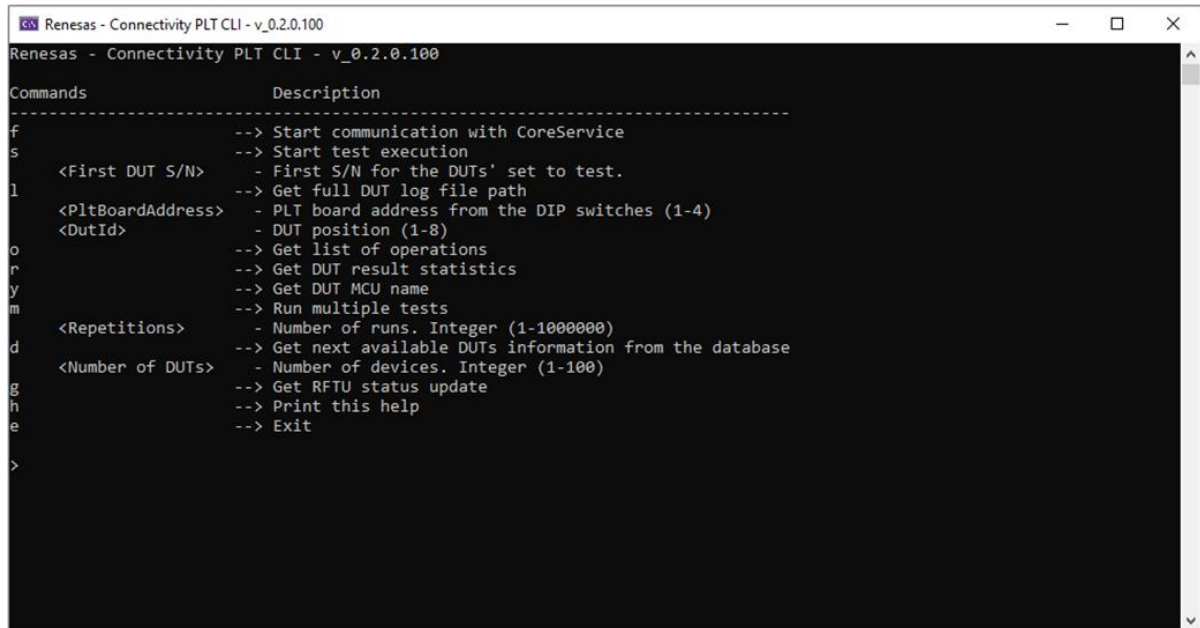 Renesas - Connectivity PLT CLI - v_0.2.0.100
Renesas - Connectivity PLT CLI - v_0.2.0.100
Commands Description
--------------------------------------------------------------------------------
f --> Start communication with CoreService
s --> Start test execution
<First DUT S/N> - First S/N for the DUTs' set to test.
l --> Get full DUT log file path
<PltBoardAddress> - PLT board address from the DIP switches (1-4)
<DutId> - DUT position (1-8)
o --> Get list of operations
r --> Get DUT result statistics
y --> Get DUT MCU name
m --> Run multiple tests
<Repetitions> - Number of runs. Integer (1-1000000)
d --> Get next available DUTs information from the database
<Number of DUTs> - Number of devices. Integer (1-100)
g --> Get RFTU status update
h --> Print this help
e --> Exit
>